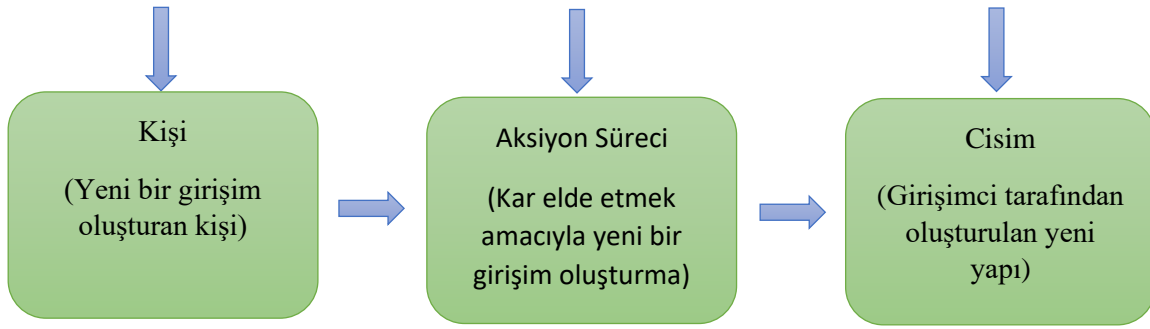 Kişi
(Yeni bir girişim
oluşturan kişi)
Aksiyon Süreci
(Kar elde etmek
amacıyla yeni bir
girişim oluşturma)
Cisim
(Girişimci tarafından
oluşturulan yeni
yapı)